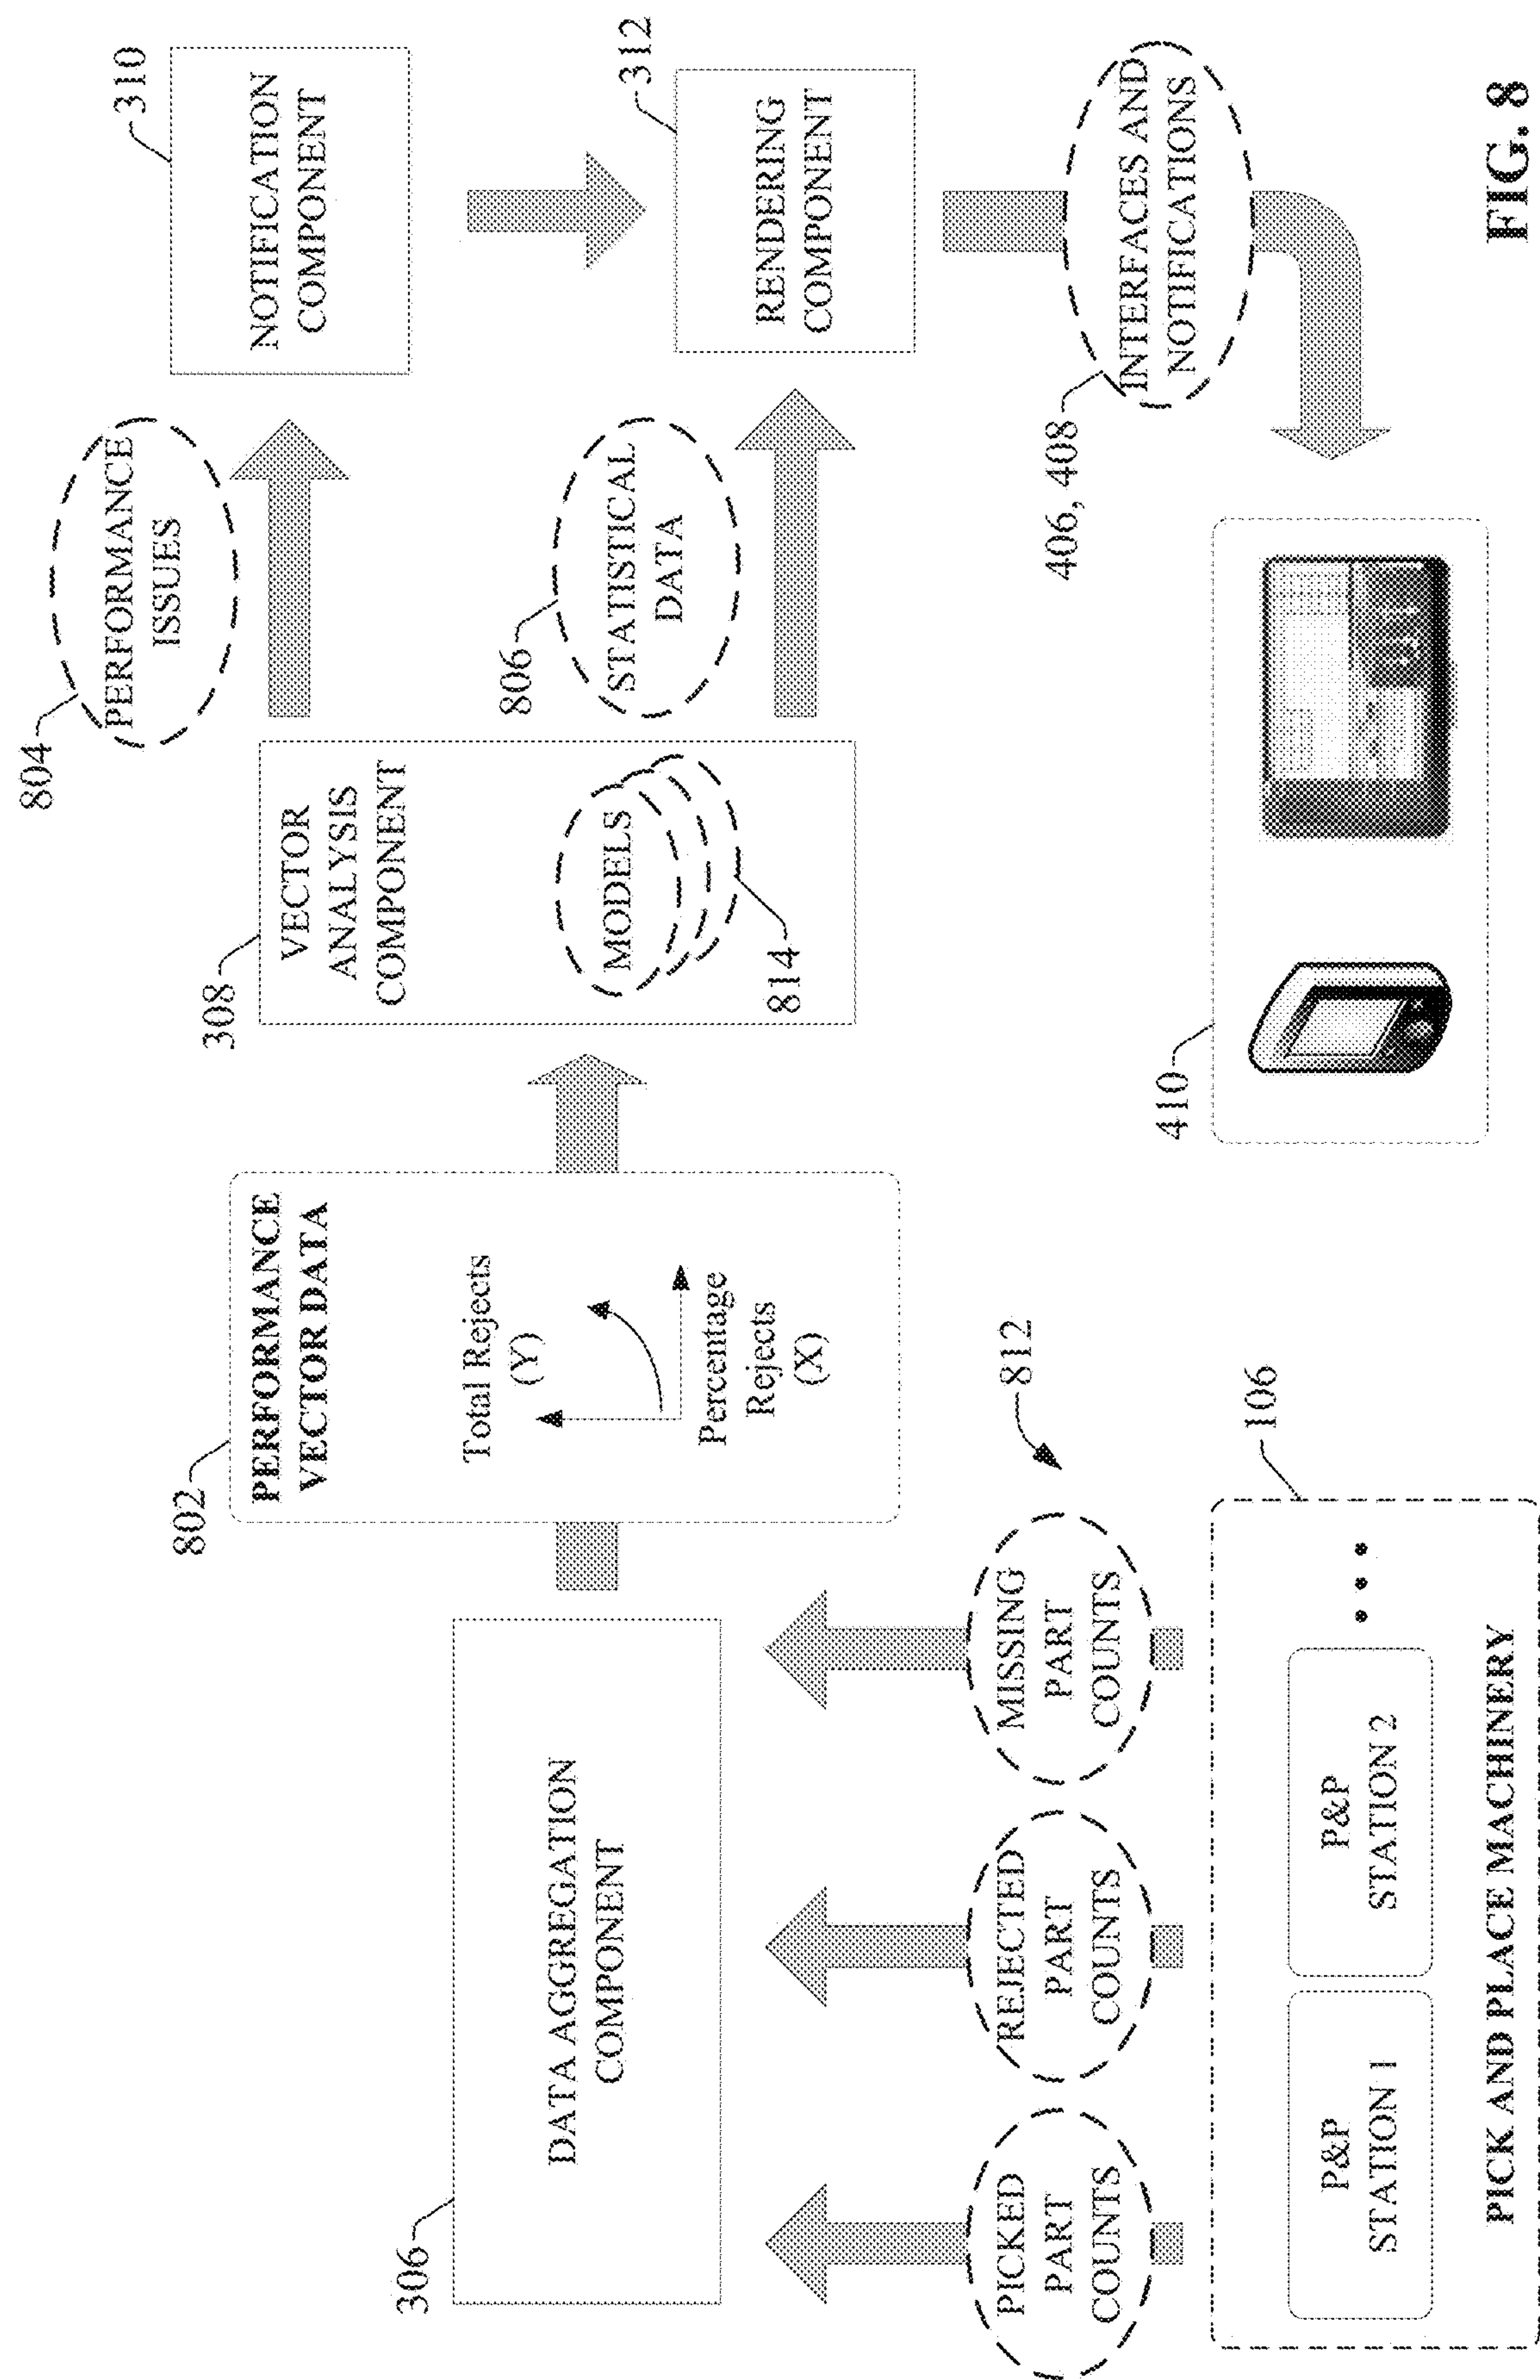 804
PERFORMANCE
ISSUES
310
NOTIFICATION
COMPONENT
802
PERFORMANCE
VECTOR DATA
Total Rejects
(Y)
Percentage
Rejects
(X)
308
VECTOR
ANALYSIS
COMPONENT
MODELS
814
806
STATISTICAL
DATA
312
RENDERING
COMPONENT
306
DATA AGGREGATION
COMPONENT
PICKED
PART
COUNTS
REJECTED
PART
COUNTS
MISSING
PART
COUNTS
812
406, 408
INTERFACES AND
NOTIFICATIONS
106
P&P
STATION 1
P&P
STATION 2
• • •
PICK AND PLACE MACHINERY
410
FIG. 8